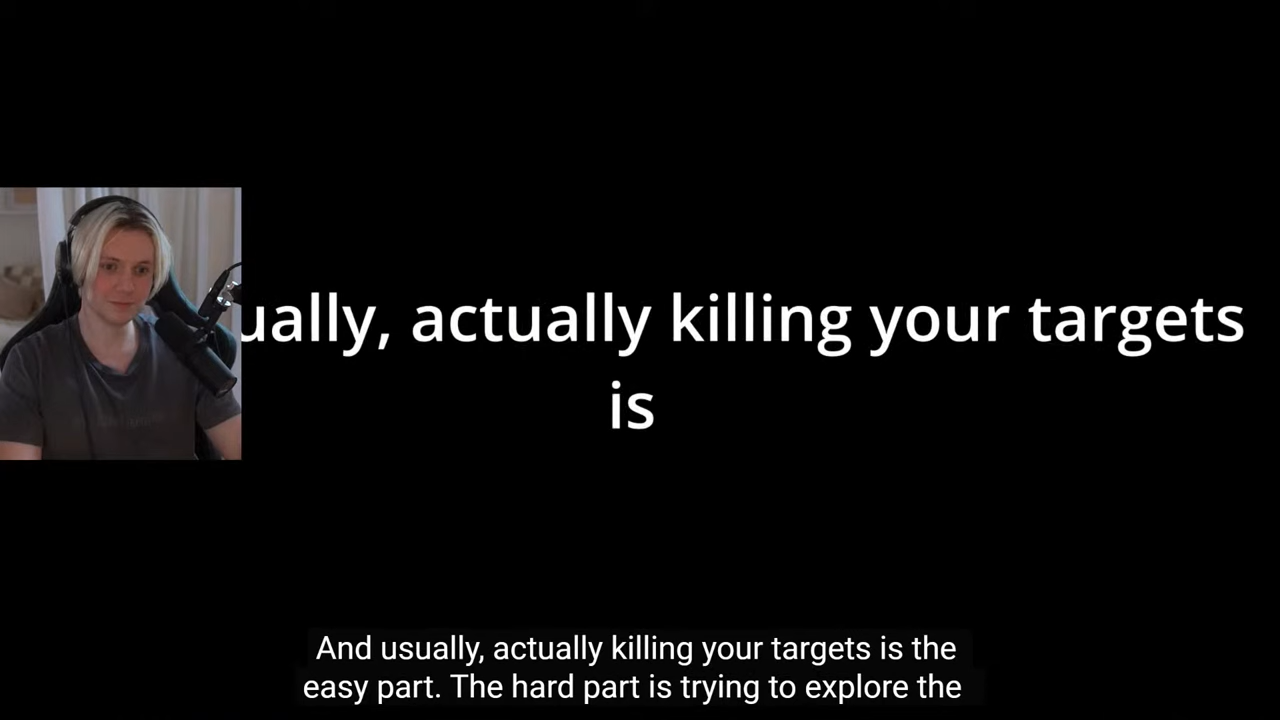 ually, actually killing your targets
is
And usually, actually killing your targets is the
easy part. The hard part is trying to explore the